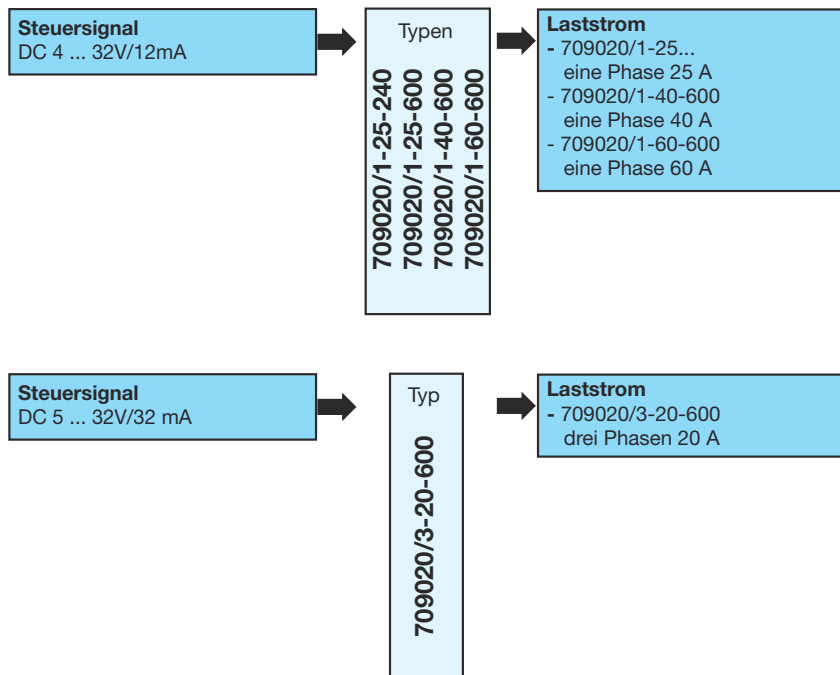 Steuersignal
DC 4 ... 32V/12mA
Typen
709020/1-25-240
709020/1-25-600
709020/1-40-600
709020/1-60-600
Laststrom
- 709020/1-25...
eine Phase 25 A
- 709020/1-40-600
eine Phase 40 A
- 709020/1-60-600
eine Phase 60 A
Steuersignal
DC 5 ... 32V/32 mA
Typ
709020/3-20-600
Laststrom
- 709020/3-20-600
drei Phasen 20 A